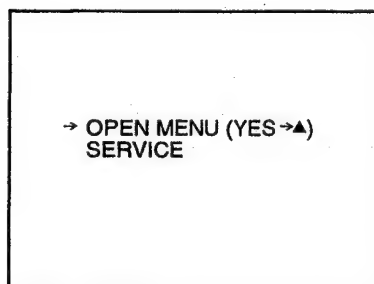 → OPEN MENU (YES →▲)
SERVICE